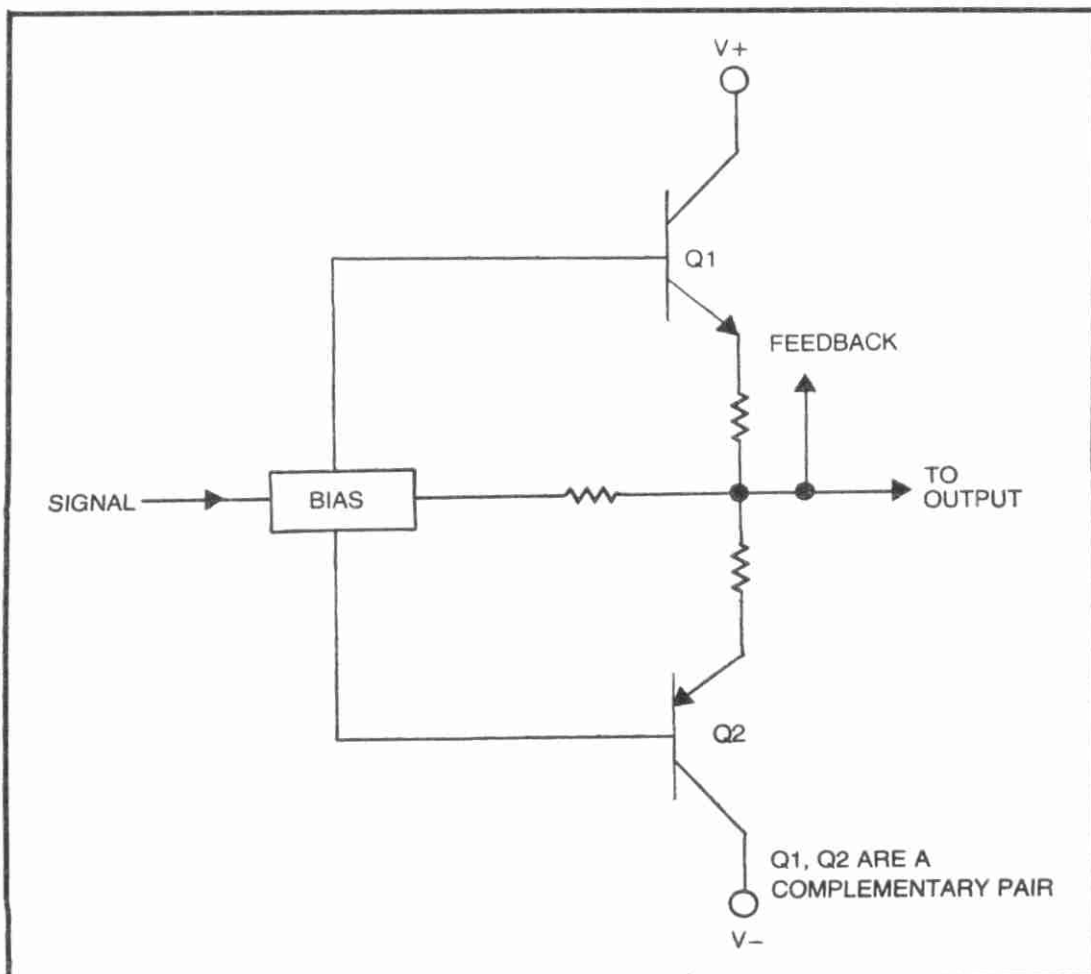 V+
Q1
FEEDBACK
SIGNAL
BIAS
TO
OUTPUT
Q2
Q1, Q2 ARE A
COMPLEMENTARY PAIR
V–